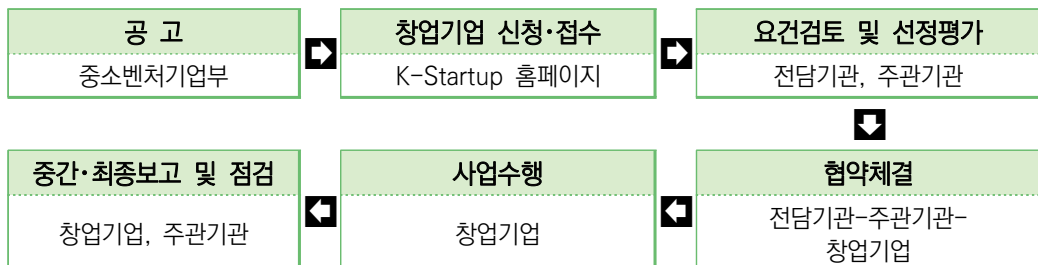 공 고
중소벤처기업부
창업기업 신청·접수
K-Startup 홈페이지
요건검토 및 선정평가
전담기관, 주관기관
협약체결
전담기관-주관기관-
창업기업
사업수행
창업기업
중간·최종보고 및 점검
창업기업, 주관기관